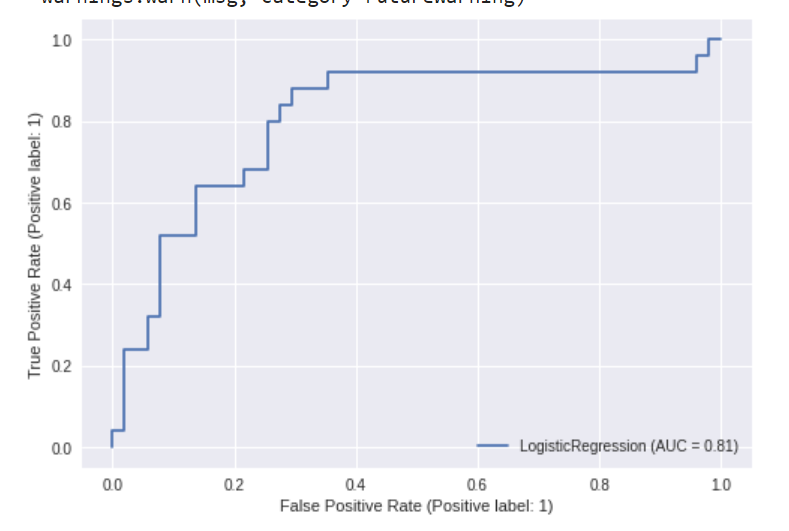 warnings.warn(msg, category=FutureWarning)
1.0
0.8
0.6
0.4
0.2
0.0
True Positive Rate (Positive label: 1)
LogisticRegression (AUC = 0.81)
0.0 0.2 0.4 0.6 0.8 1.0
False Positive Rate (Positive label: 1)